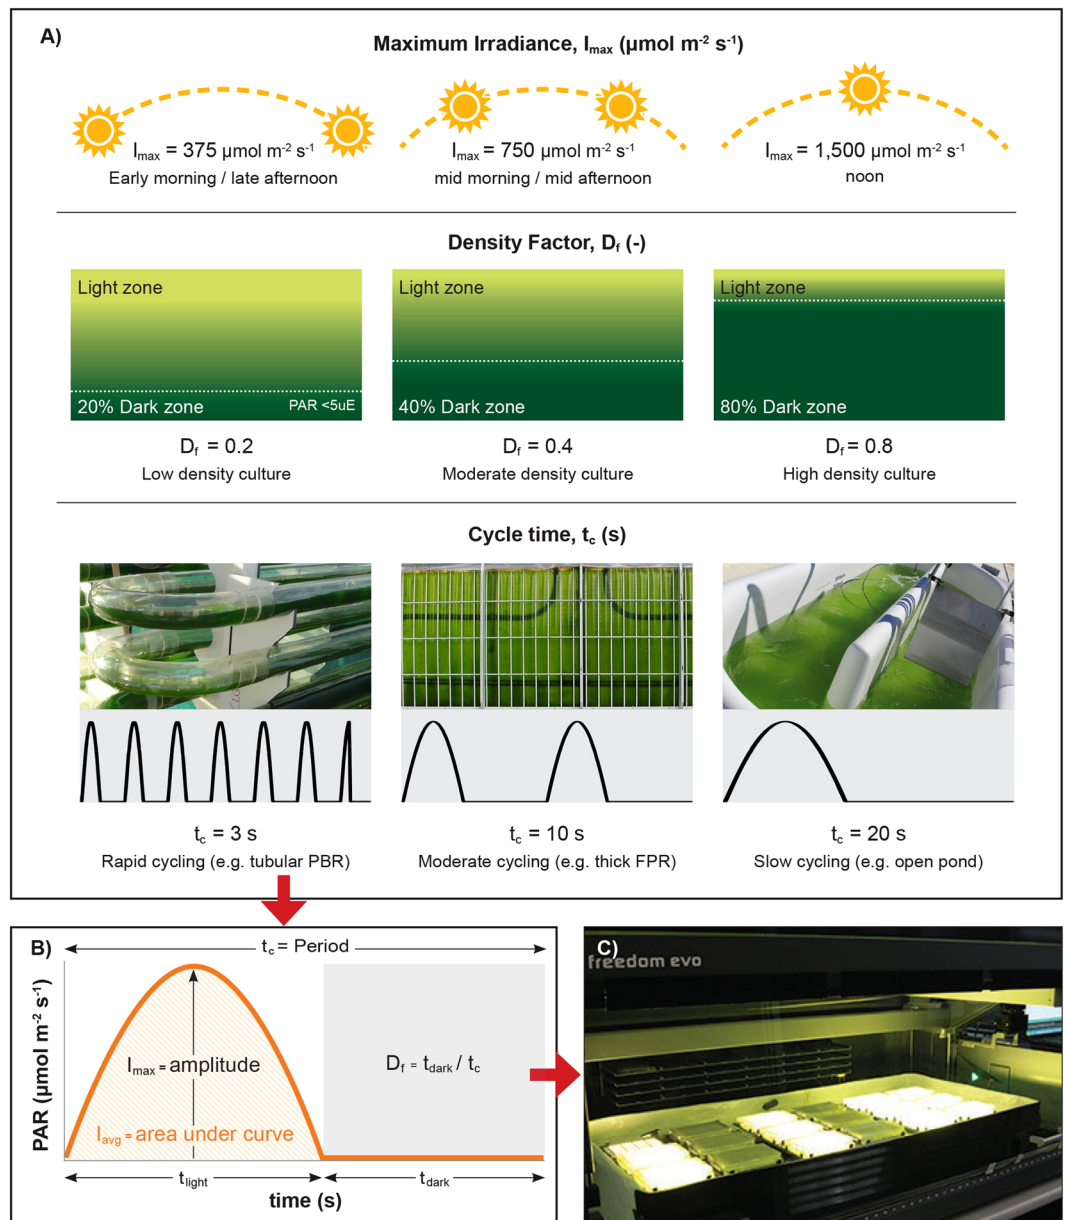 A)
Maximum Irradiance, Imax (µmol m-2 s-1)
Imax = 375 µmol m-2 s-1
Early morning / late afternoon
Imax = 750 µmol m-2 s-1
mid morning / mid afternoon
Imax = 1,500 µmol m-2 s-1
noon
Density Factor, Df (-)
Light zone
20% Dark zone PAR <5uE
Df = 0.2
Low density culture
Light zone
40% Dark zone
Df = 0.4
Moderate density culture
Light zone
80% Dark zone
Df = 0.8
High density culture
Cycle time, tc (s)
tc = 3 s
Rapid cycling (e.g. tubular PBR)
tc = 10 s
Moderate cycling (e.g. thick FPR)
tc = 20 s
Slow cycling (e.g. open pond)
B)
tc = Period
PAR (µmol m-2 s-1)
Imax = amplitude
Iavg = area under curve
Df = tdark / tc
tlight
tdark
time (s)
C)
freedom evo